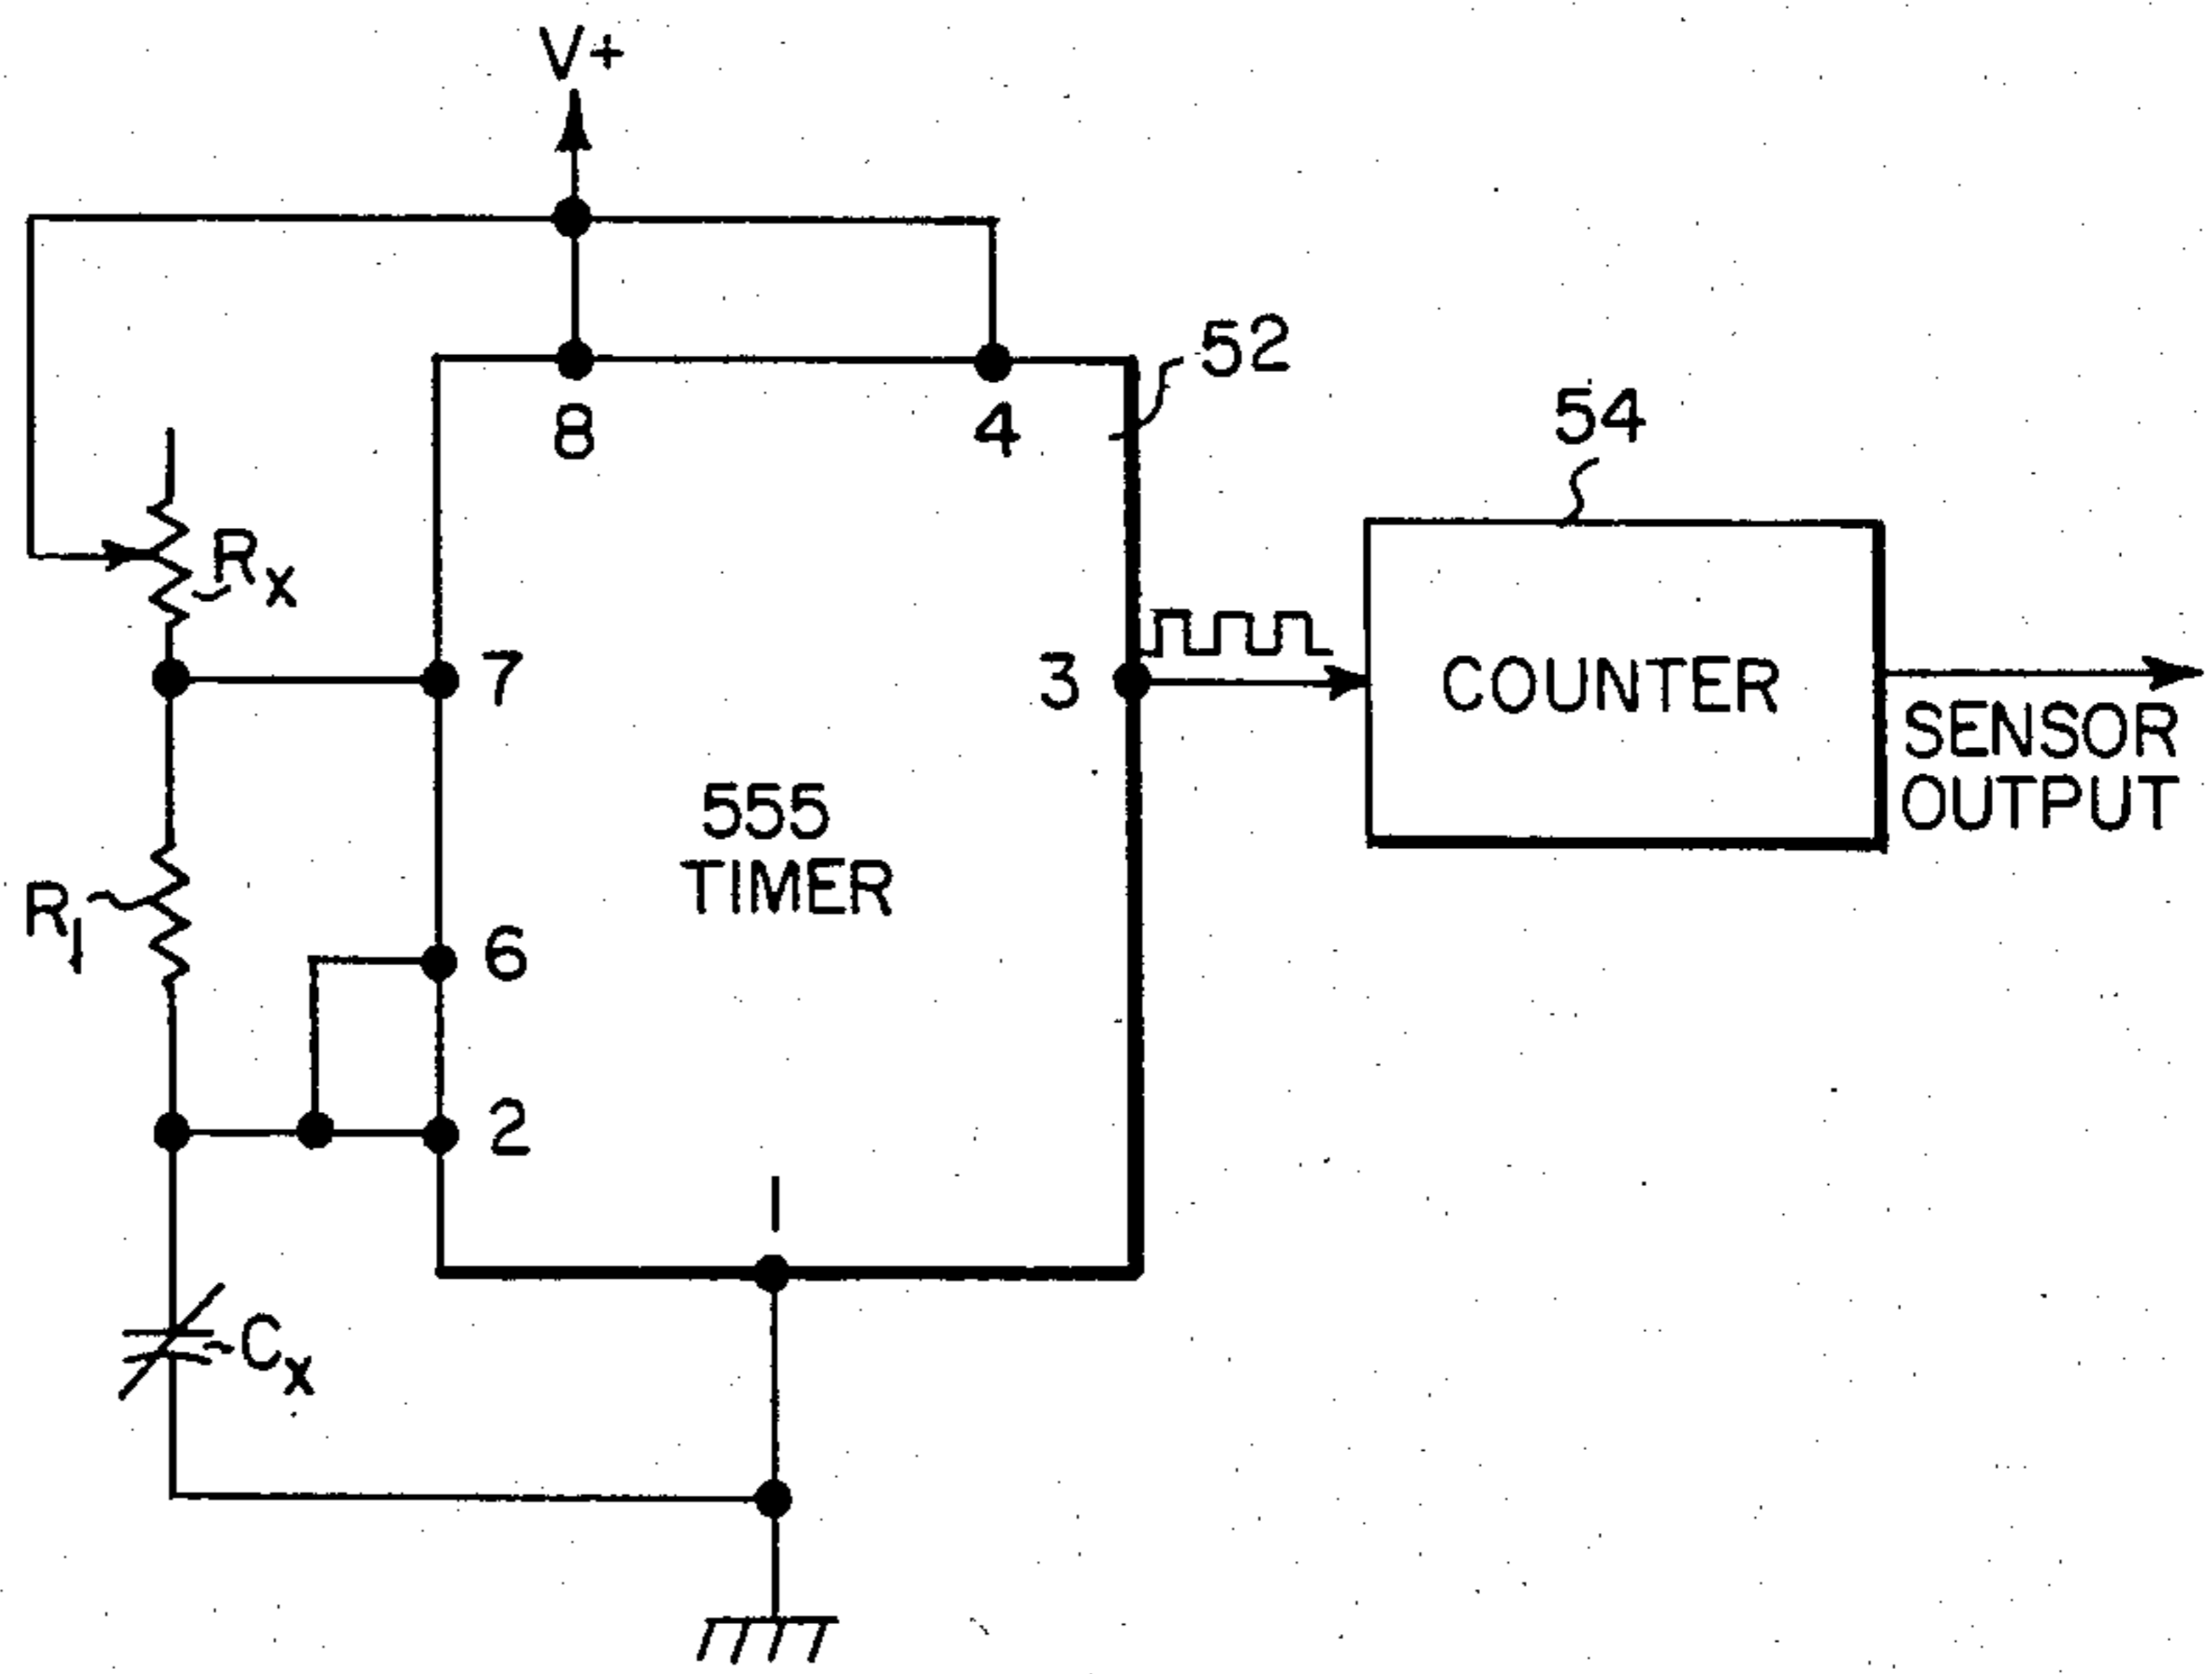 V+
52
54
8
4
Rx
7
3
COUNTER
SENSOR
OUTPUT
555
TIMER
R1
6
2
1
Cx